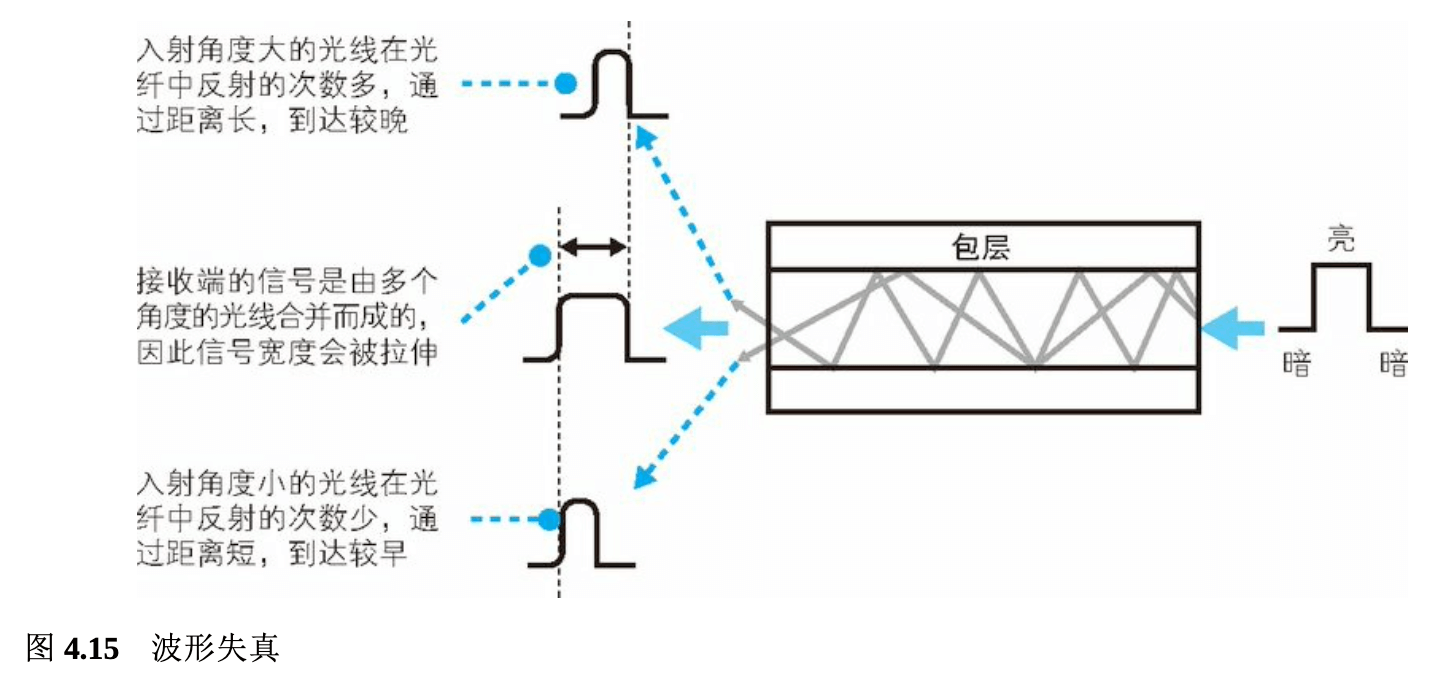 入射角度大的光线在光
纤中反射的次数多，通
过距离长，到达较晚
接收端的信号是由多个
角度的光线合并而成的，
因此信号宽度会被拉伸
入射角度小的光线在光
纤中反射的次数少，通
过距离短，到达较早
包层
亮
暗
暗
图 4.15　波形失真